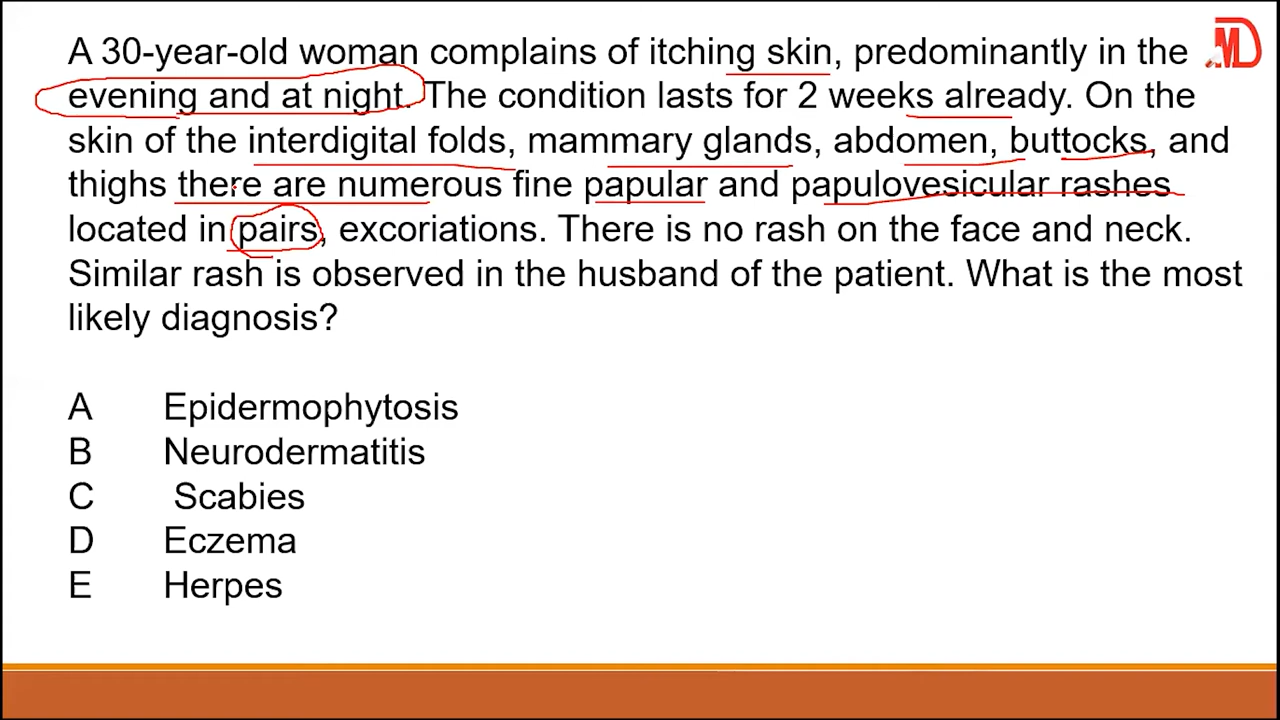 A 30-year-old woman complains of itching skin, predominantly in the
evening and at night. The condition lasts for 2 weeks already. On the
skin of the interdigital folds, mammary glands, abdomen, buttocks, and
thighs there are numerous fine papular and papulovesicular rashes
located in pairs, excoriations. There is no rash on the face and neck.
Similar rash is observed in the husband of the patient. What is the most
likely diagnosis?
A Epidermophytosis
B Neurodermatitis
C Scabies
D Eczema
E Herpes
MD